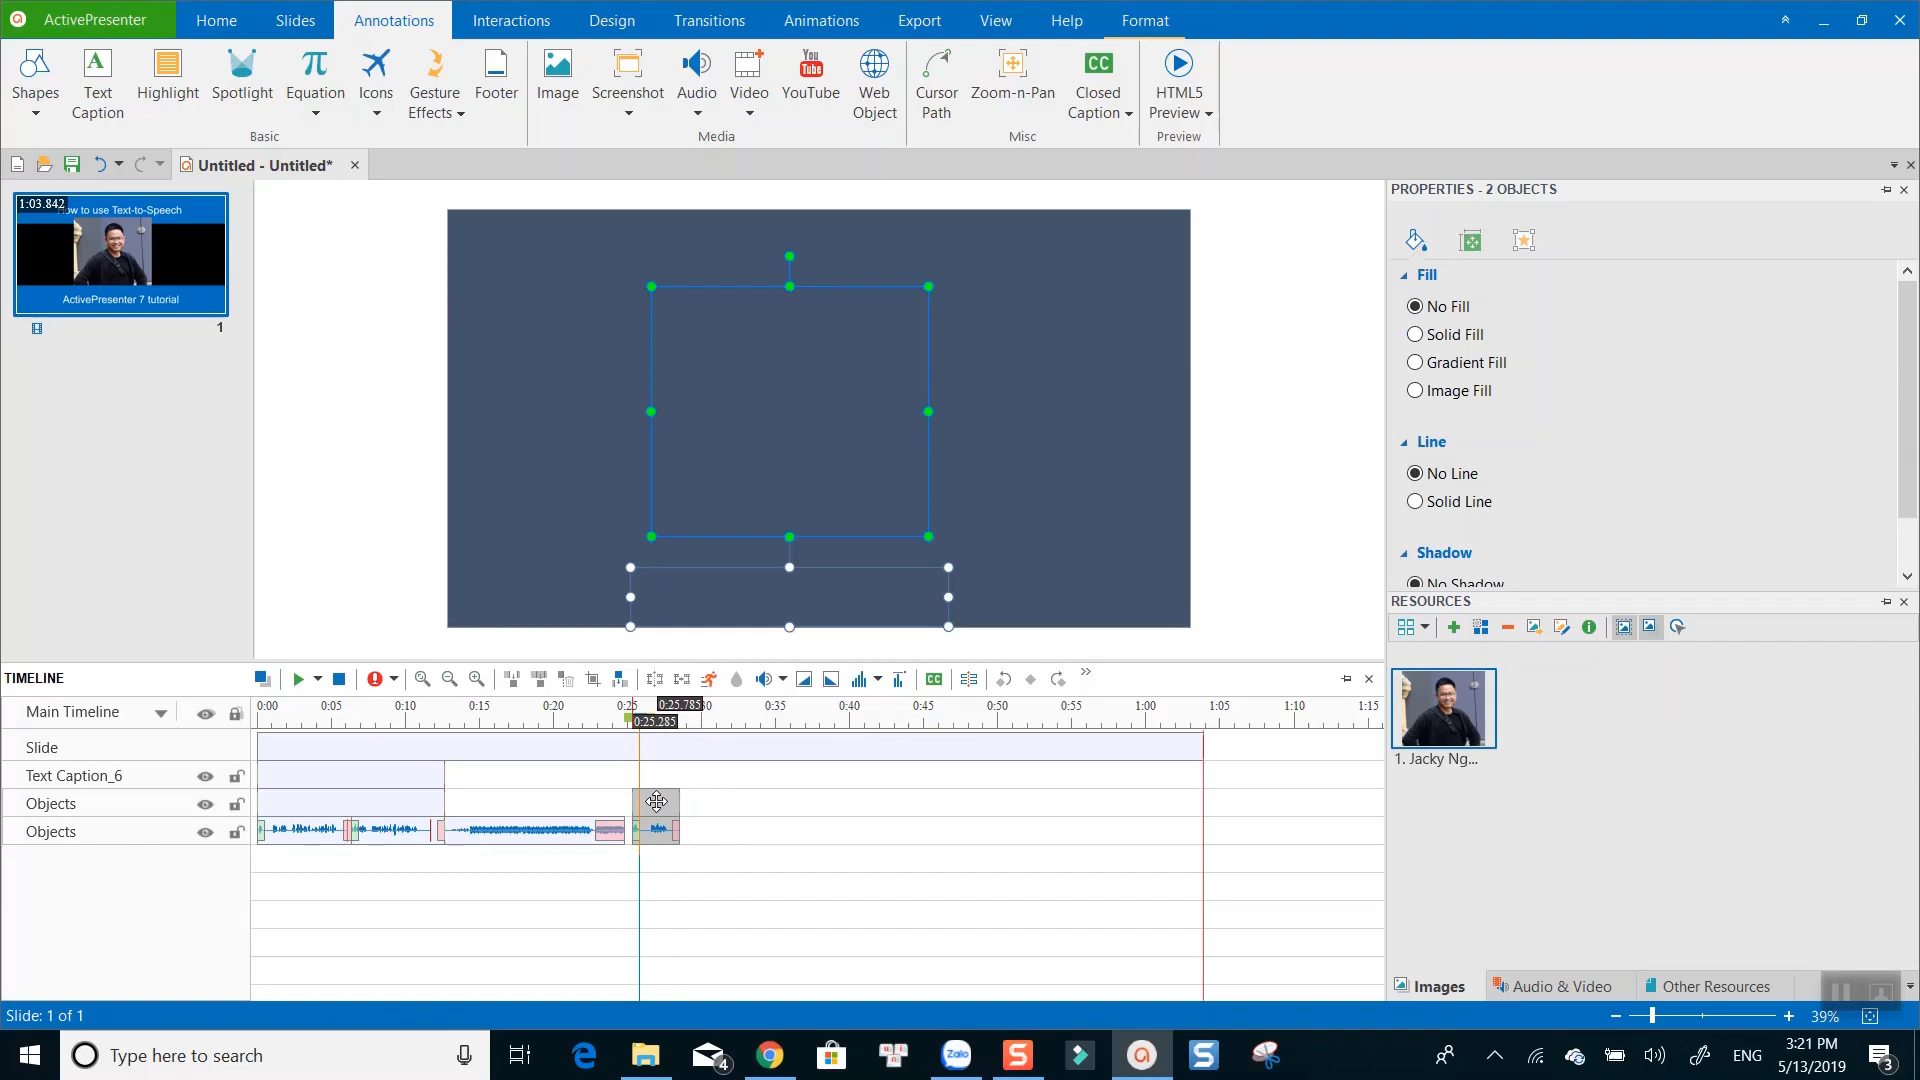 ActivePresenter
Home
Slides
Annotations
Interactions
Design
Transitions
Animations
Export
View
Help
Format
Shapes
Text
Caption
Highlight
Spotlight
Equation
Icons
Gesture
Effects
Footer
Image
Screenshot
Audio
Video
YouTube
Web
Object
Cursor
Path
Zoom-n-Pan
Closed
Caption
HTML5
Preview
Basic
Media
Misc
Preview
Untitled - Untitled*
PROPERTIES - 2 OBJECTS
1:03.842
How to use Text-to-Speech
ActivePresenter 7 tutorial
1
Fill
No Fill
Solid Fill
Gradient Fill
Image Fill
Line
No Line
Solid Line
Shadow
No Shadow
RESOURCES
1. Jacky Ng...
Images
Audio & Video
Other Resources
TIMELINE
Main Timeline
0:00 0:05 0:10 0:15 0:20 0:25 0:25.785 0:35 0:40 0:45 0:50 0:55 1:00 1:05 1:10 1:15
0:25.285
Slide
Text Caption_6
Objects
Objects
Slide: 1 of 1
39%
Type here to search
4
Zalo
ENG
3:21 PM
5/13/2019
3